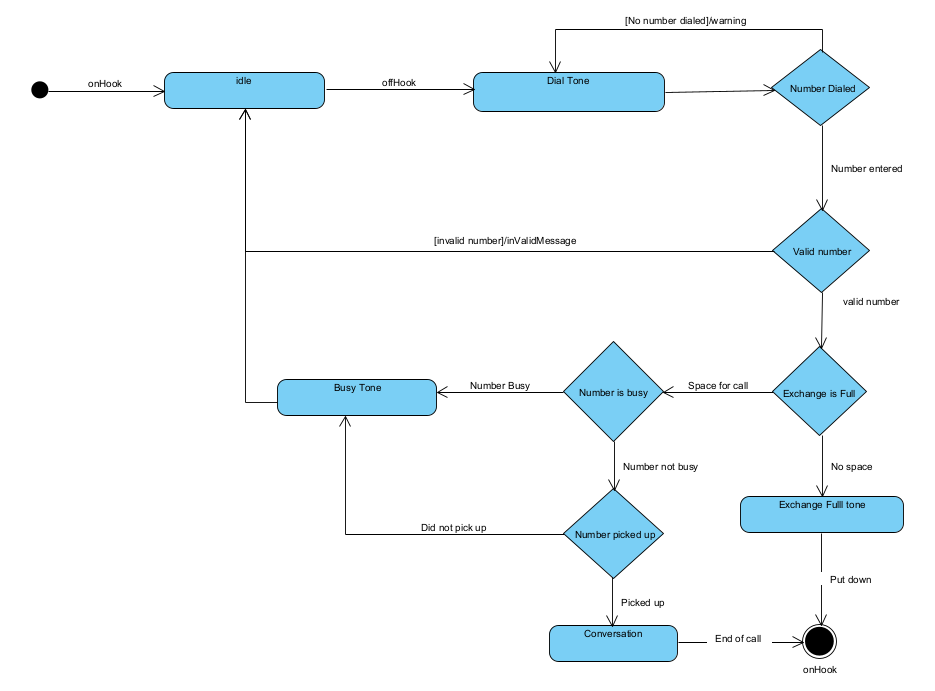 [No number dialed]/warning
onHook
idle
offHook
Dial Tone
Number Dialed
Number entered
[invalid number]/inValidMessage
Valid number
valid number
Busy Tone
Number Busy
Number is busy
Space for call
Exchange is Full
Number not busy
No space
Exchange Fulll tone
Did not pick up
Number picked up
Put down
Picked up
Conversation
End of call
onHook